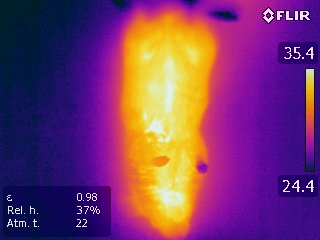 FLIR
35.4
24.4
ε 0.98
Rel. h. 37%
Atm. t. 22